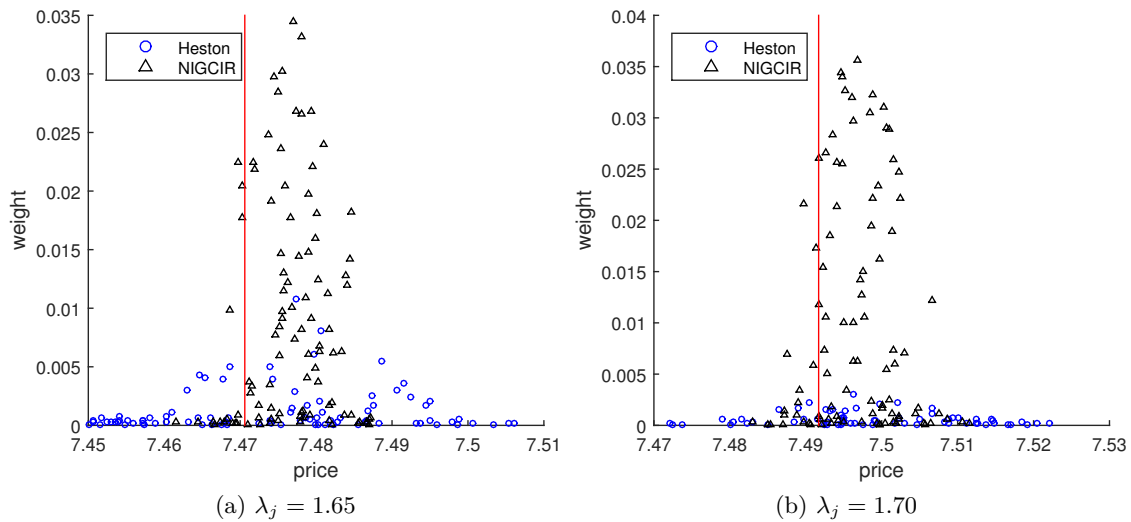 0.035
0.03
0.025
0.02
0.015
0.01
0.005
0
weight
Heston
NIGCIR
7.45 7.46 7.47 7.48 7.49 7.5 7.51
price
(a) λj = 1.65
0.04
0.035
0.03
0.025
0.02
0.015
0.01
0.005
0
weight
Heston
NIGCIR
7.47 7.48 7.49 7.5 7.51 7.52 7.53
price
(b) λj = 1.70